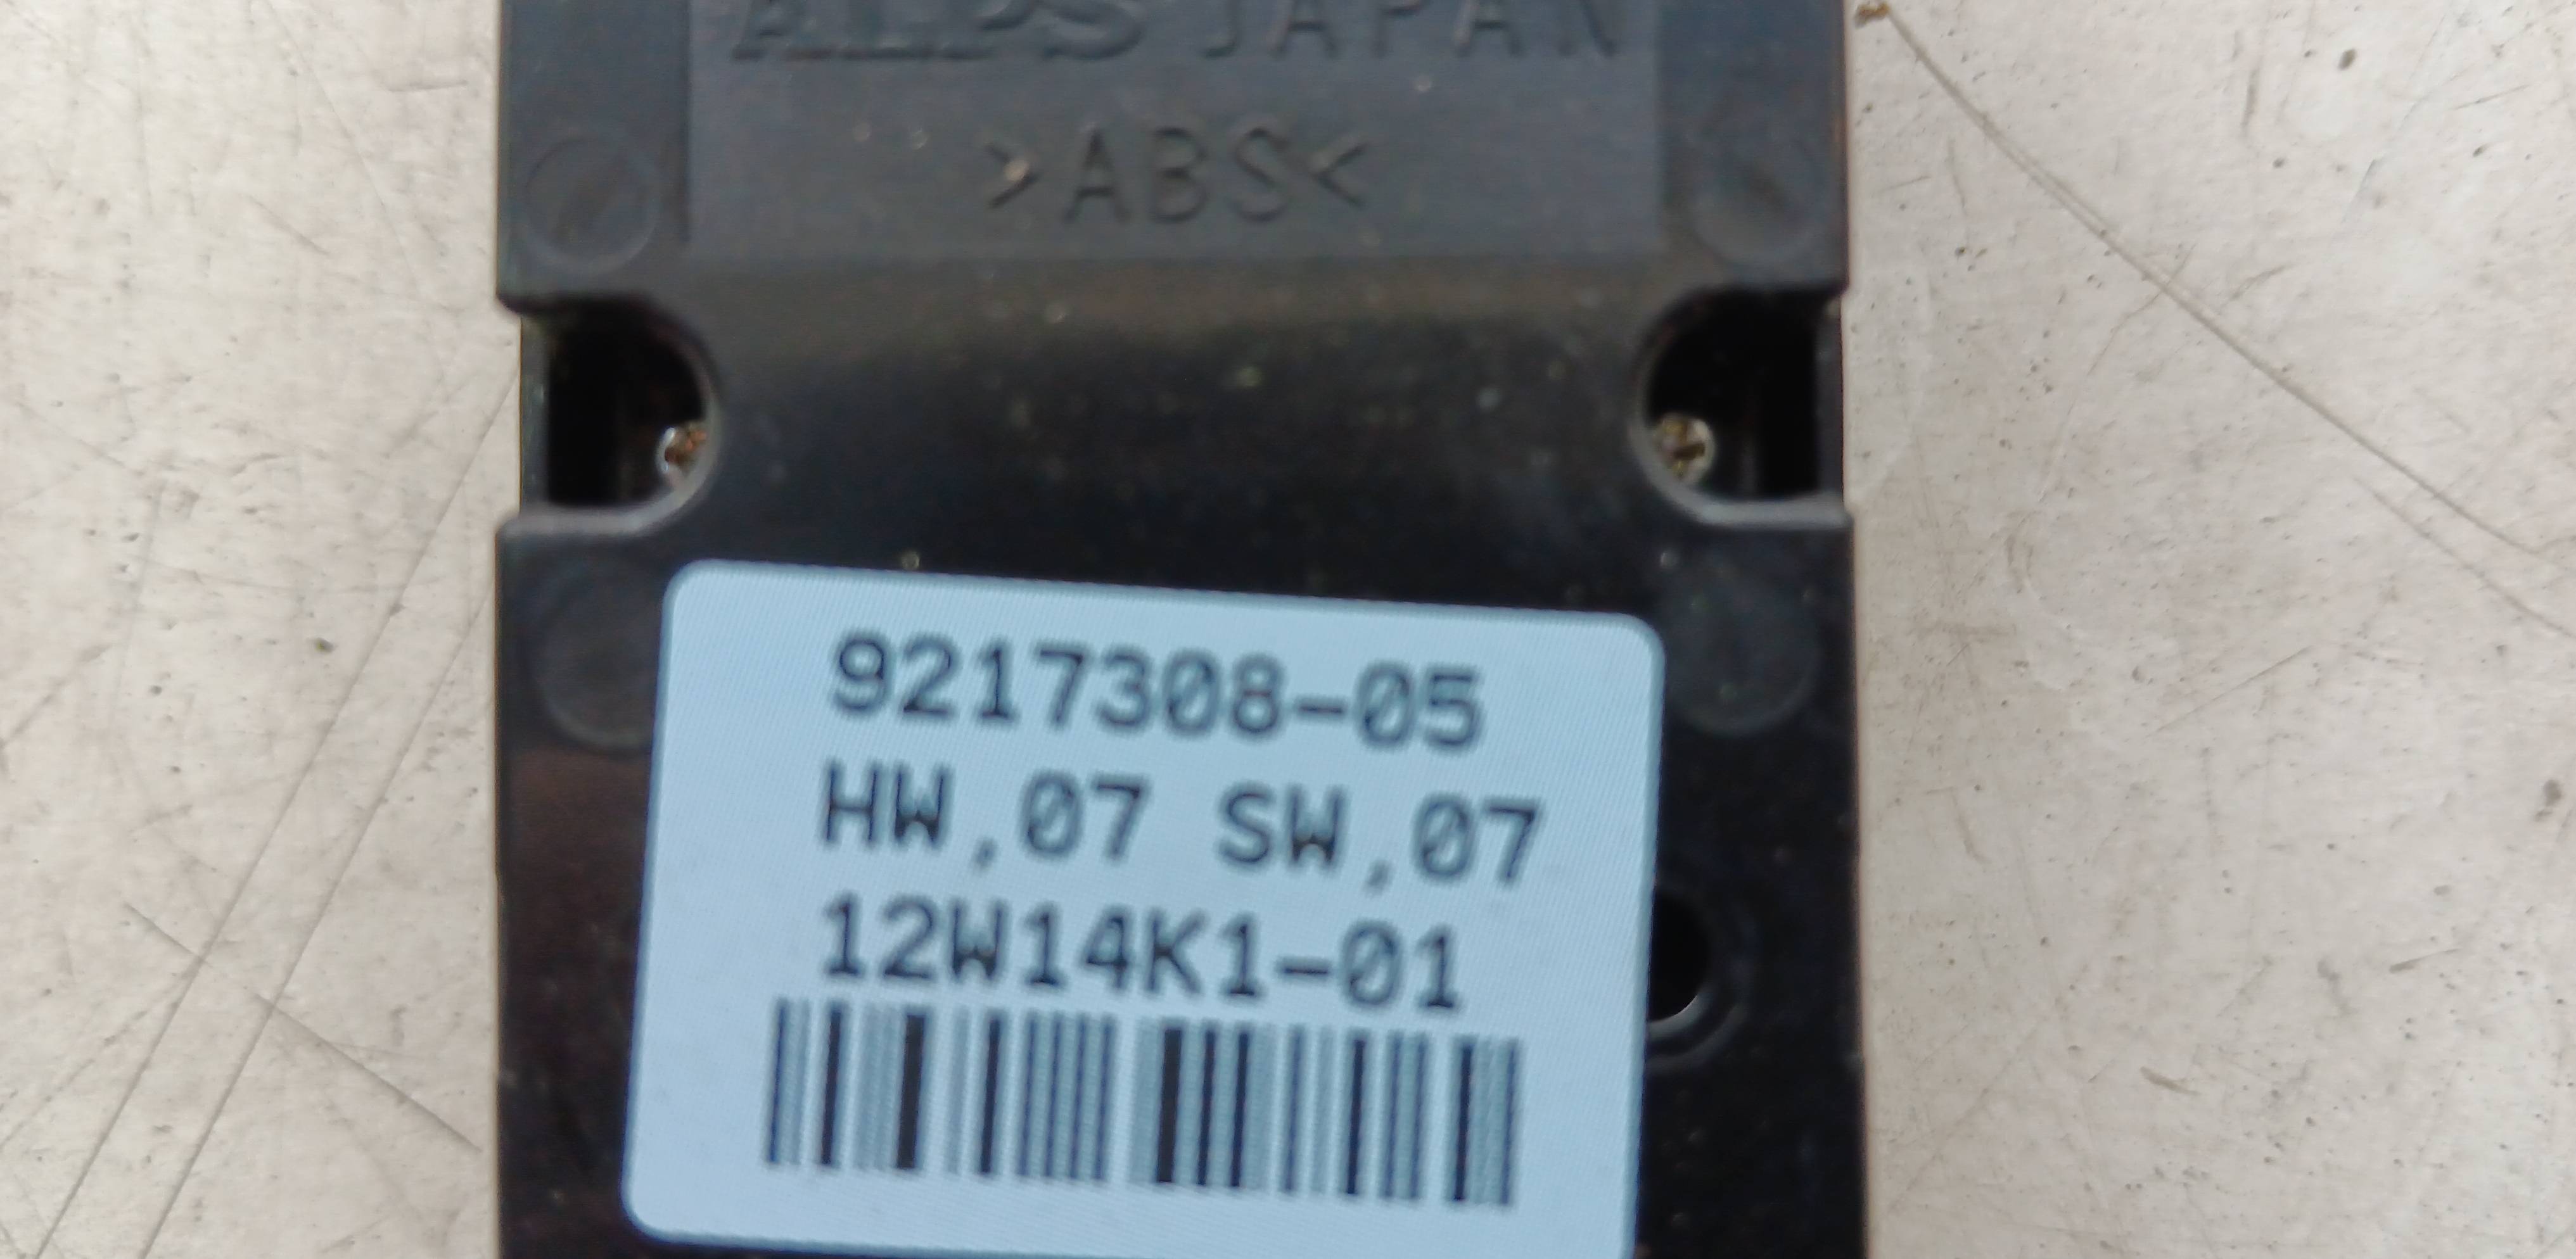 ALPS JAPAN
>ABS<
9217308-05
HW,07 SW,07
12W14K1-01